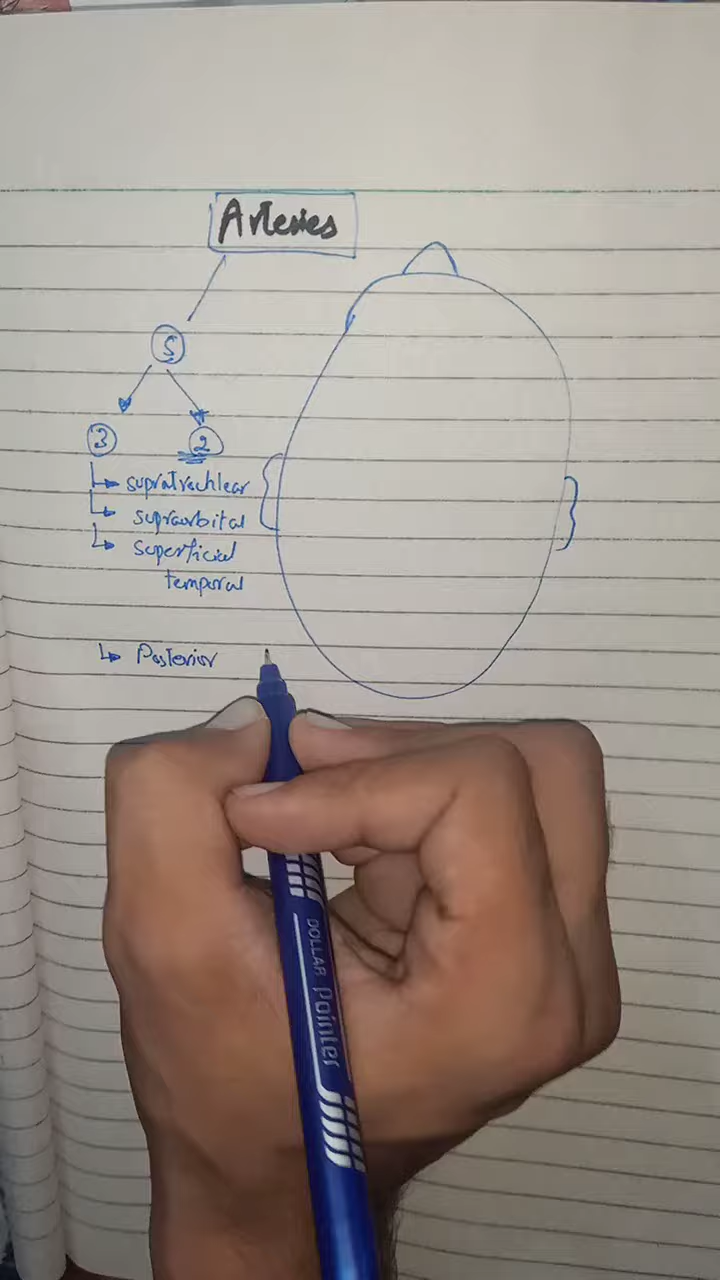 Arteries
5
3 2
↳ supratrochlear
↳ supraorbital
↳ superficial
temporal
↳ Posterior
DOLLAR Pointer